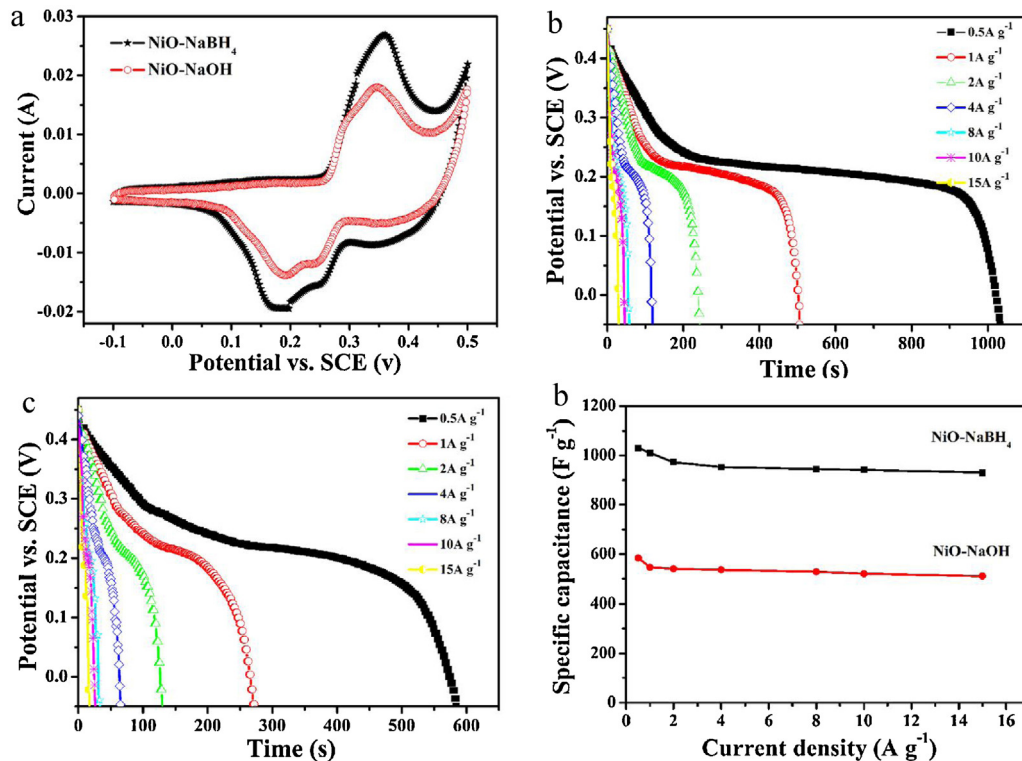 a
NiO-NaBH₄
NiO-NaOH
0.03
0.02
0.01
0.00
-0.01
-0.02
Current (A)
-0.1 0.0 0.1 0.2 0.3 0.4 0.5
Potential vs. SCE (v)
b
0.5A g⁻¹
1A g⁻¹
2A g⁻¹
4A g⁻¹
8A g⁻¹
10A g⁻¹
15A g⁻¹
0.4
0.3
0.2
0.1
0.0
Potential vs. SCE (V)
0 200 400 600 800 1000
Time (s)
c
0.5A g⁻¹
1A g⁻¹
2A g⁻¹
4A g⁻¹
8A g⁻¹
10A g⁻¹
15A g⁻¹
0.4
0.3
0.2
0.1
0.0
Potential vs. SCE (V)
0 100 200 300 400 500 600
Time (s)
b
1200
1000
800
600
400
200
0
Specific capacitance (F g⁻¹)
NiO-NaBH₄
NiO-NaOH
0 2 4 6 8 10 12 14 16
Current density (A g⁻¹)